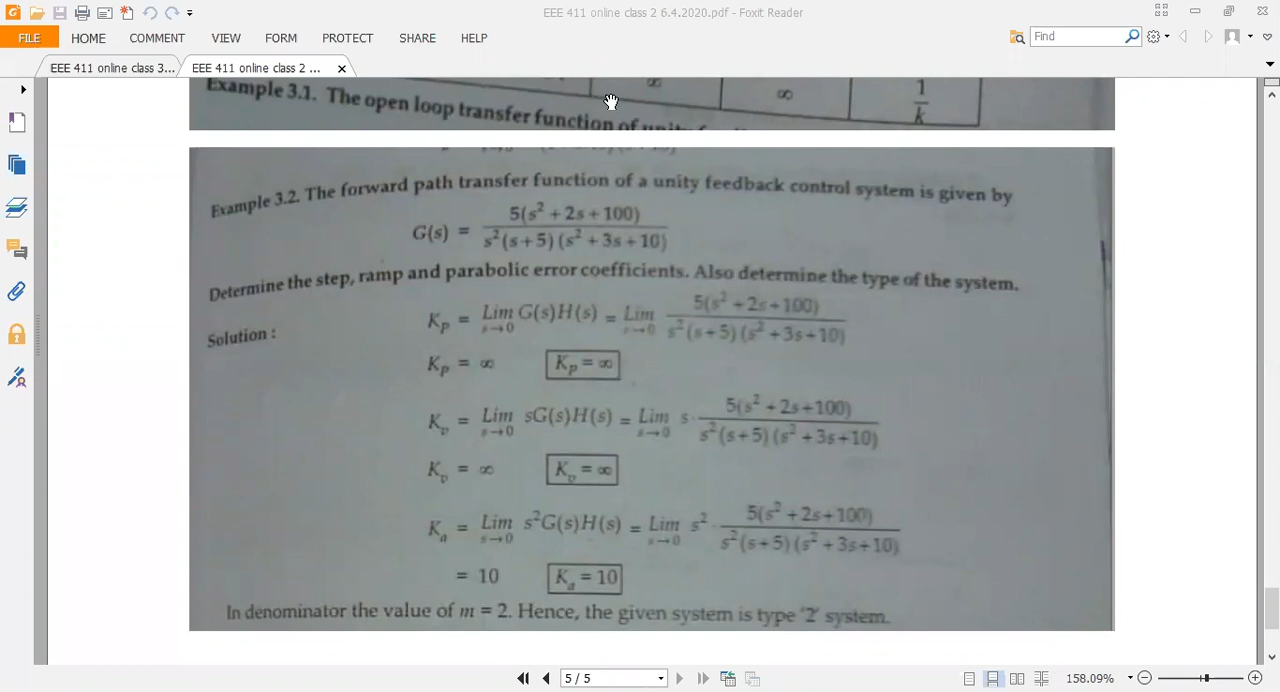 EEE 411 online class 2 6.4.2020.pdf - Foxit Reader
FILE HOME COMMENT VIEW FORM PROTECT SHARE HELP Find
EEE 411 online class 3... EEE 411 online class 2 ...
∞ ∞ 1/k
Example 3.1. The open loop transfer function of unity
Example 3.2. The forward path transfer function of a unity feedback control system is given by
G(s) = 5(s² + 2s + 100) / s²(s + 5) (s² + 3s + 10)
Determine the step, ramp and parabolic error coefficients. Also determine the type of the system.
Solution :
Kₚ = Lim s→0 G(s)H(s) = Lim s→0 5(s² + 2s + 100) / s²(s + 5) (s² + 3s + 10)
Kₚ = ∞ Kₚ = ∞
Kᵥ = Lim s→0 sG(s)H(s) = Lim s→0 s · 5(s² + 2s + 100) / s²(s + 5) (s² + 3s + 10)
Kᵥ = ∞ Kᵥ = ∞
Kₐ = Lim s→0 s²G(s)H(s) = Lim s→0 s² · 5(s² + 2s + 100) / s²(s + 5) (s² + 3s + 10)
= 10 Kₐ = 10
In denominator the value of m = 2. Hence, the given system is type '2' system.
5 / 5 158.09%